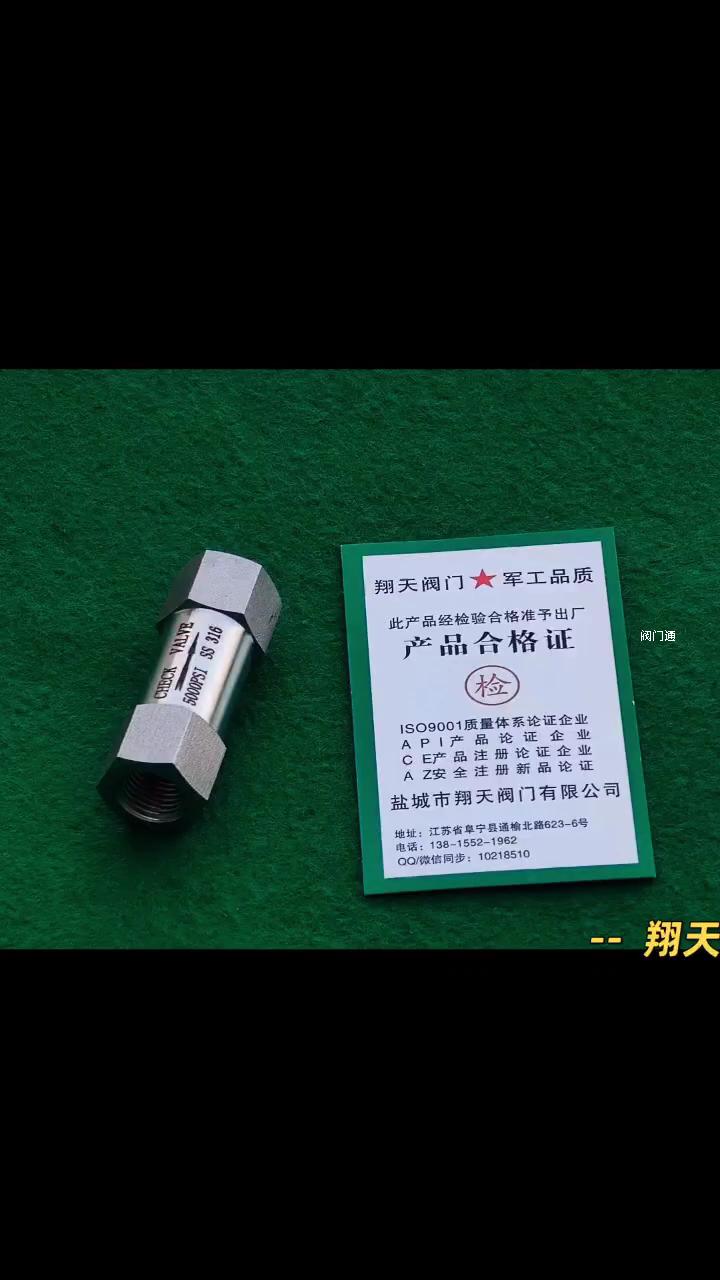 CHECK VALVE
5000PSI SS 316
翔天阀门★军工品质
此产品经检验合格准予出厂
产品合格证
检
ISO9001质量体系论证企业
API产品论证企业
CE产品注册论证企业
AZ安全注册新品论证
盐城市翔天阀门有限公司
地址：江苏省阜宁县通榆北路623-6号
电话：138-1552-1962
QQ/微信同步：10218510
阀门通
-- 翔天